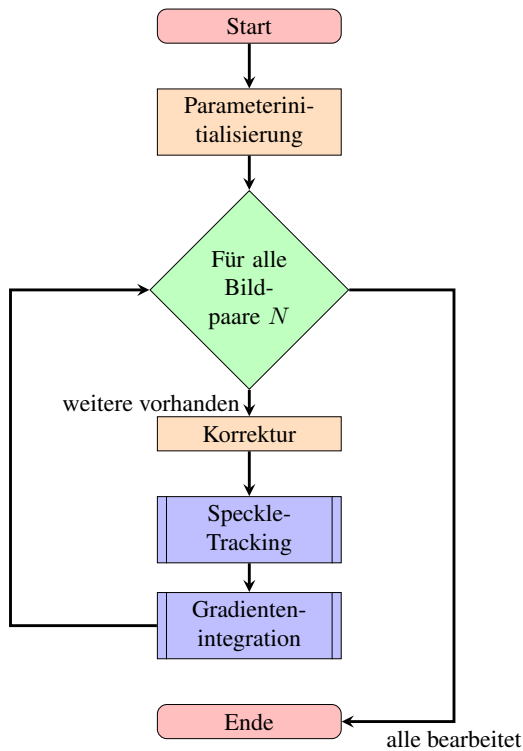 Start
Parameterini-
tialisierung
Für alle
Bild-
paare N
weitere vorhanden
Korrektur
Speckle-
Tracking
Gradienten-
integration
Ende
alle bearbeitet